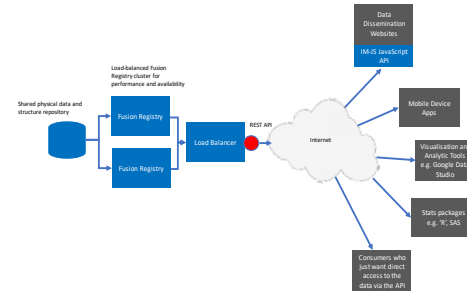 Shared physical data and
structure repository
Load-balanced Fusion
Registry cluster for
performance and availability
Fusion Registry
Fusion Registry
Load Balancer
REST API
Internet
Data
Dissemination
Websites
IM-JS JavaScript
API
Mobile Device
Apps
Visualisation an
Analytic Tools
e.g. Google Data
Studio
Stats packages
e.g. 'R', SAS
Consumers who
just want direct
access to the
data via the API